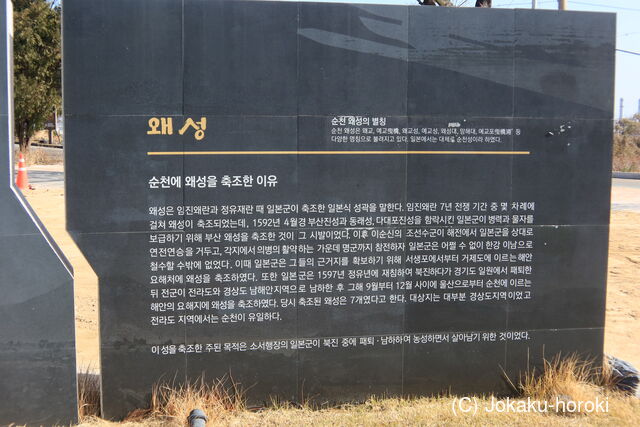 왜성
순천 왜성의 별칭
순천 왜성은 왜교, 예교(曳橋), 왜교성, 예교성, 왜성대, 망해대, 예교포(曳橋浦) 등
다양한 명칭으로 불려지고 있다. 일본에서는 대체로 순천성이라 하였다.
순천에 왜성을 축조한 이유
왜성은 임진왜란과 정유재란 때 일본군이 축조한 일본식 성곽을 말한다. 임진왜란 7년 전쟁 기간 중 몇 차례에
걸쳐 왜성이 축조되었는데, 1592년 4월경 부산진성과 동래성, 다대포진성을 함락시킨 일본군이 병력과 물자를
보급하기 위해 부산 왜성을 축조한 것이 그 시발이었다. 이후 이순신의 조선수군이 해전에서 일본군을 상대로
연전연승을 거두고, 각지에서 의병의 활약하는 가운데 명군까지 참전하자 일본군은 어쩔 수 없이 한강 이남으로
철수할 수밖에 없었다. 이때 일본군은 그들의 근거지를 확보하기 위해 서생포에서부터 거제도에 이르는 해안
요해처에 왜성을 축조하였다. 또한 일본군은 1597년 정유년에 재침하여 북진하다가 경기도 일원에서 패퇴한
뒤 전군이 전라도와 경상도 남해안지역으로 남하한 후 그해 9월부터 12월 사이에 울산으로부터 순천에 이르는
해안의 요해지에 왜성을 축조하였다. 당시 축조된 왜성은 7개였다고 한다. 대상지는 대부분 경상도지역이었고
전라도 지역에서는 순천이 유일하다.
이 성을 축조한 주된 목적은 소서행장의 일본군이 북진 중에 패퇴·남하하여 농성하면서 살아남기 위한 것이었다.
(C) Jokaku-horoki